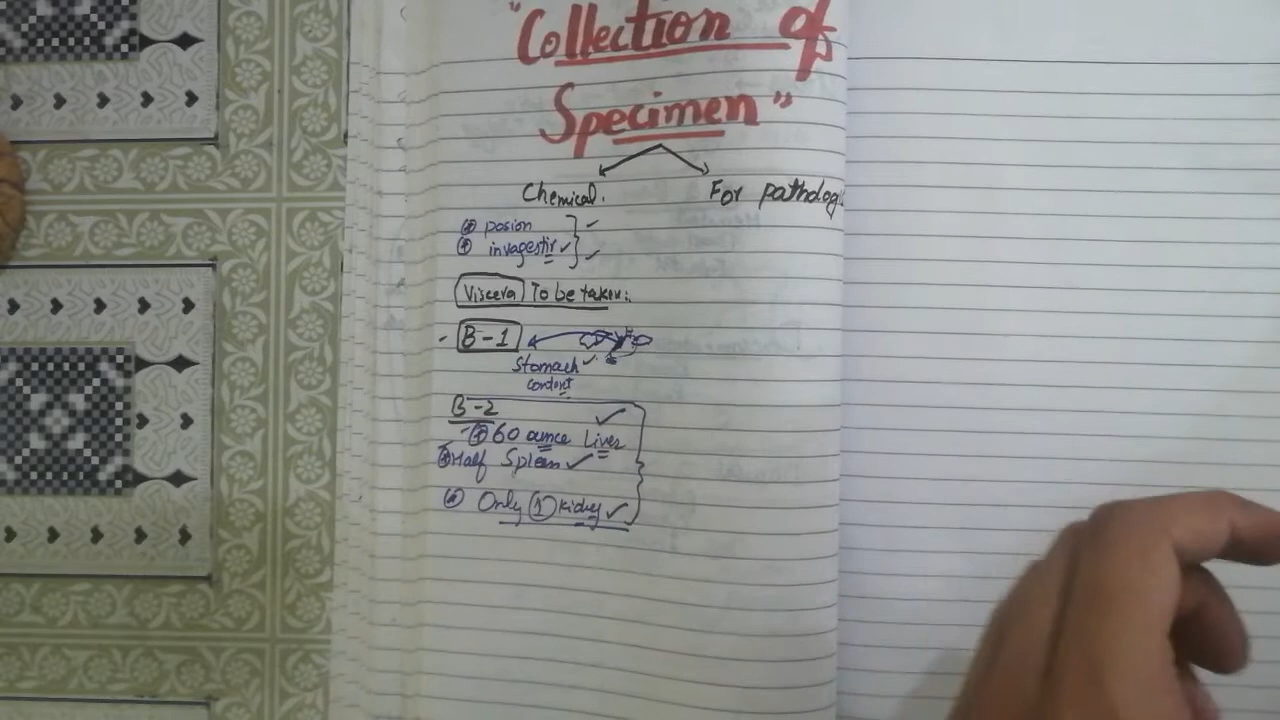 "Collection of
Specimen"
Chemical. For pathologi
posion
invagestir
Viscera To be taken:
- B-1
Stomach
content
B-2
60 ounce Liver
Half Spleen
Only 1 kidny